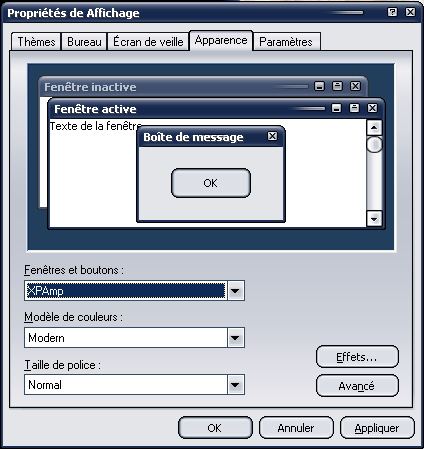 Propriétés de Affichage
Thèmes Bureau Écran de veille Apparence Paramètres
Fenêtre inactive
Fenêtre active
Texte de la fenêtre
Boîte de message
OK
Fenêtres et boutons :
XPAmp
Modèle de couleurs :
Modern
Taille de police :
Normal
Effets...
Avancé
OK Annuler Appliquer